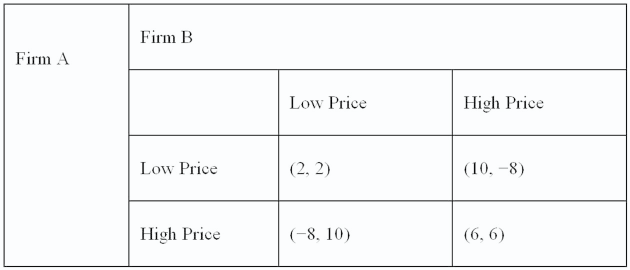 Firm B
Firm A
Low Price High Price
Low Price (2, 2) (10, −8)
High Price (−8, 10) (6, 6)